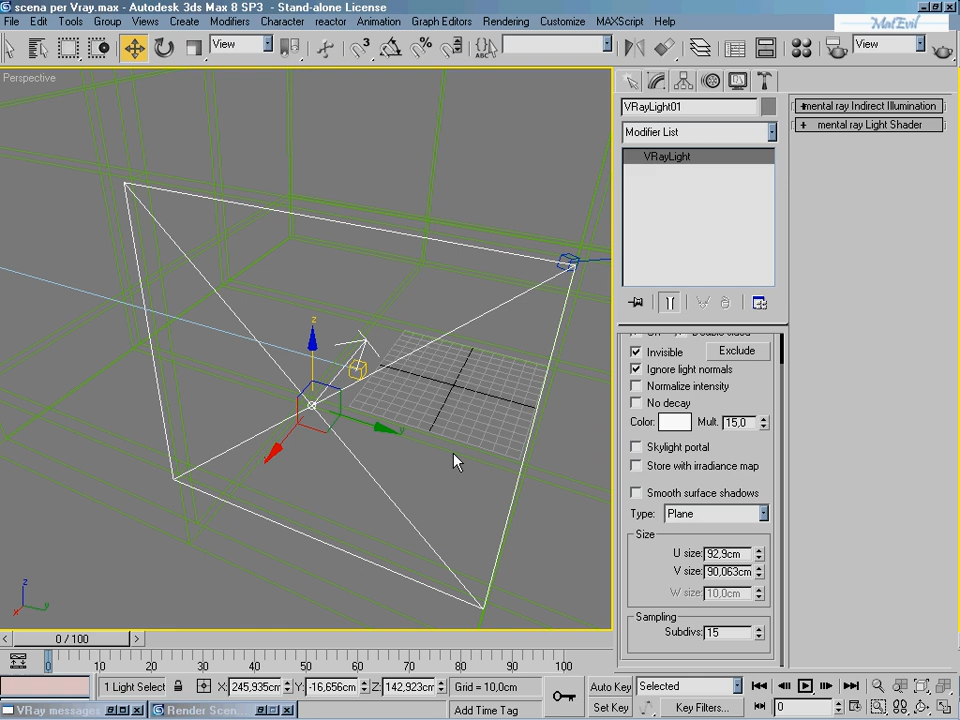 scena per Vray.max - Autodesk 3ds Max 8 SP3 - Stand-alone License
File Edit Tools Group Views Create Modifiers Character reactor Animation Graph Editors Rendering Customize MAXScript Help
MatEvil
View
3
%
ABC
View
Perspective
VRayLight01
Modifier List
VRayLight
+ mental ray Indirect Illumination
+ mental ray Light Shader
Invisible
Exclude
Ignore light normals
Normalize intensity
No decay
Color: Mult. 15,0
Skylight portal
Store with irradiance map
Smooth surface shadows
Type: Plane
Size
U size: 92,9cm
V size: 90,063cm
W size: 10,0cm
Sampling
Subdivs: 15
z
y
z
x
y
< 0 / 100 >
0 10 20 30 40 50 60 70 80 90 100
1 Light Select X: 245,935cm Y: -16,656cm Z: 142,923cm Grid = 10,0cm Auto Key Selected
Add Time Tag Set Key Key Filters... 0
VRay messages Render Scen...